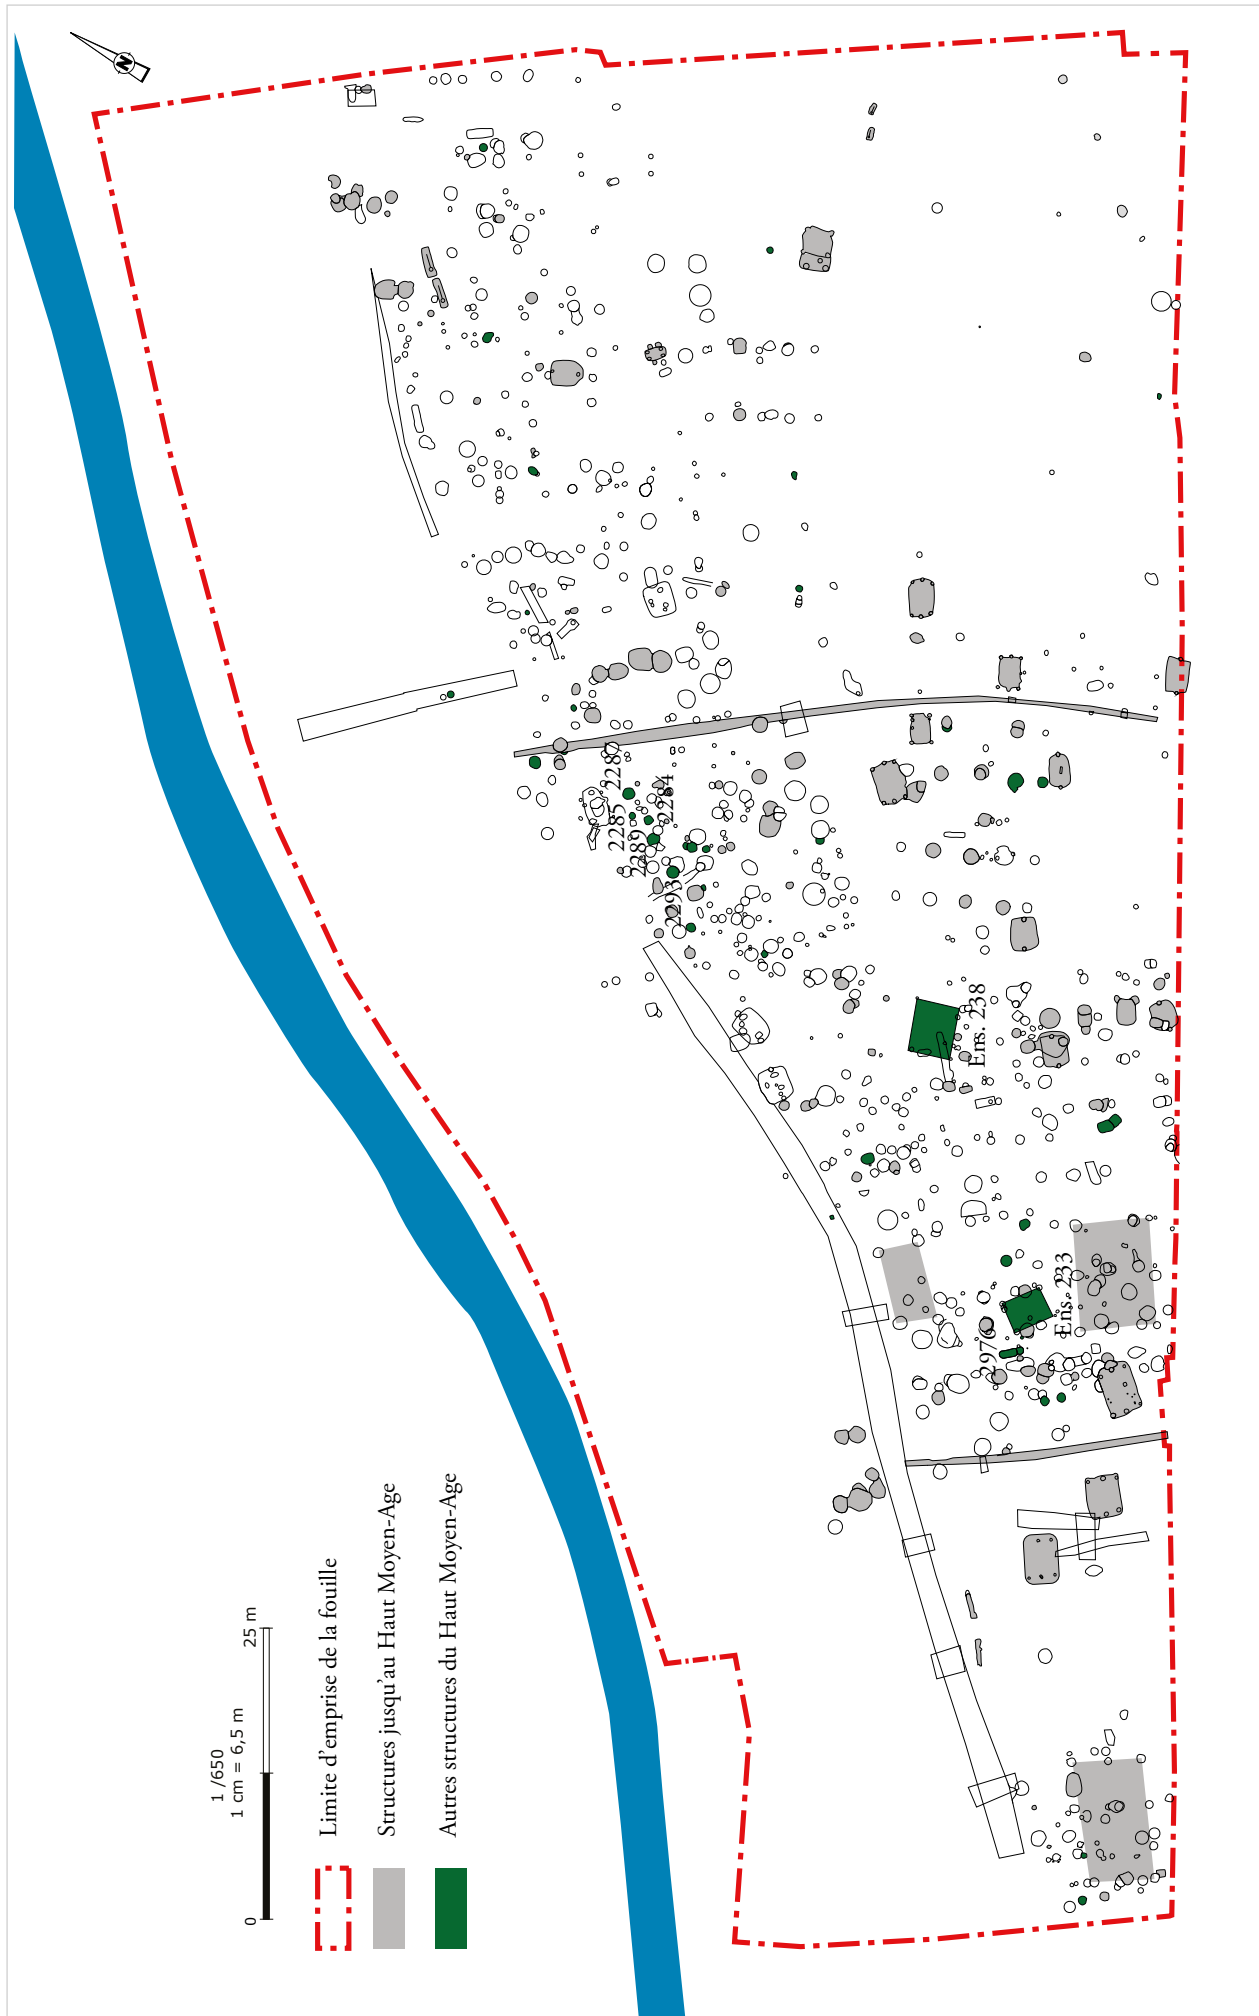 N
2287
2284
2285
2289
2293
Ens. 238
Ens. 233
2976
Limite d'emprise de la fouille
Structures jusqu'au Haut Moyen-Age
Autres structures du Haut Moyen-Age
1 /650
1 cm = 6,5 m
0
25 m